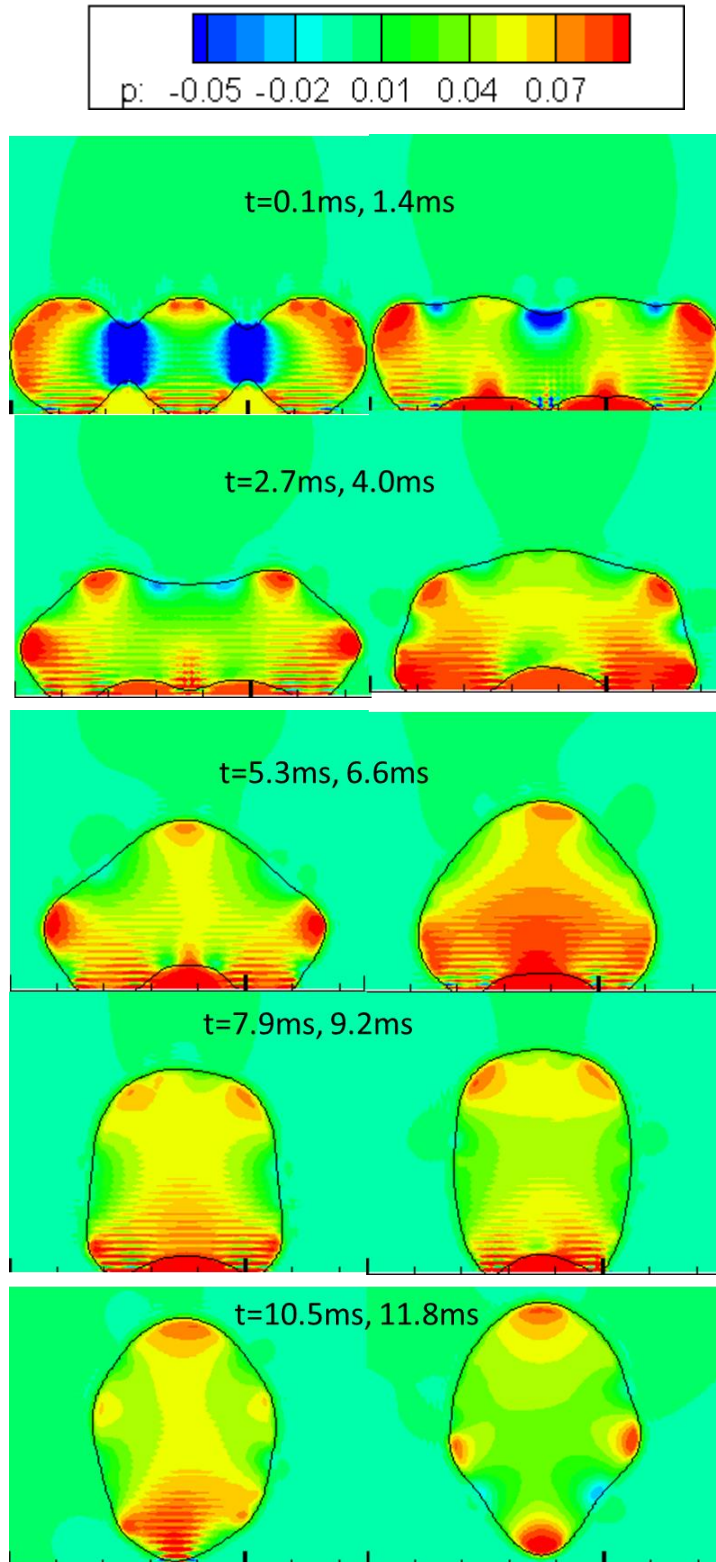 p: -0.05 -0.02 0.01 0.04 0.07
t=0.1ms, 1.4ms
t=2.7ms, 4.0ms
t=5.3ms, 6.6ms
t=7.9ms, 9.2ms
t=10.5ms, 11.8ms